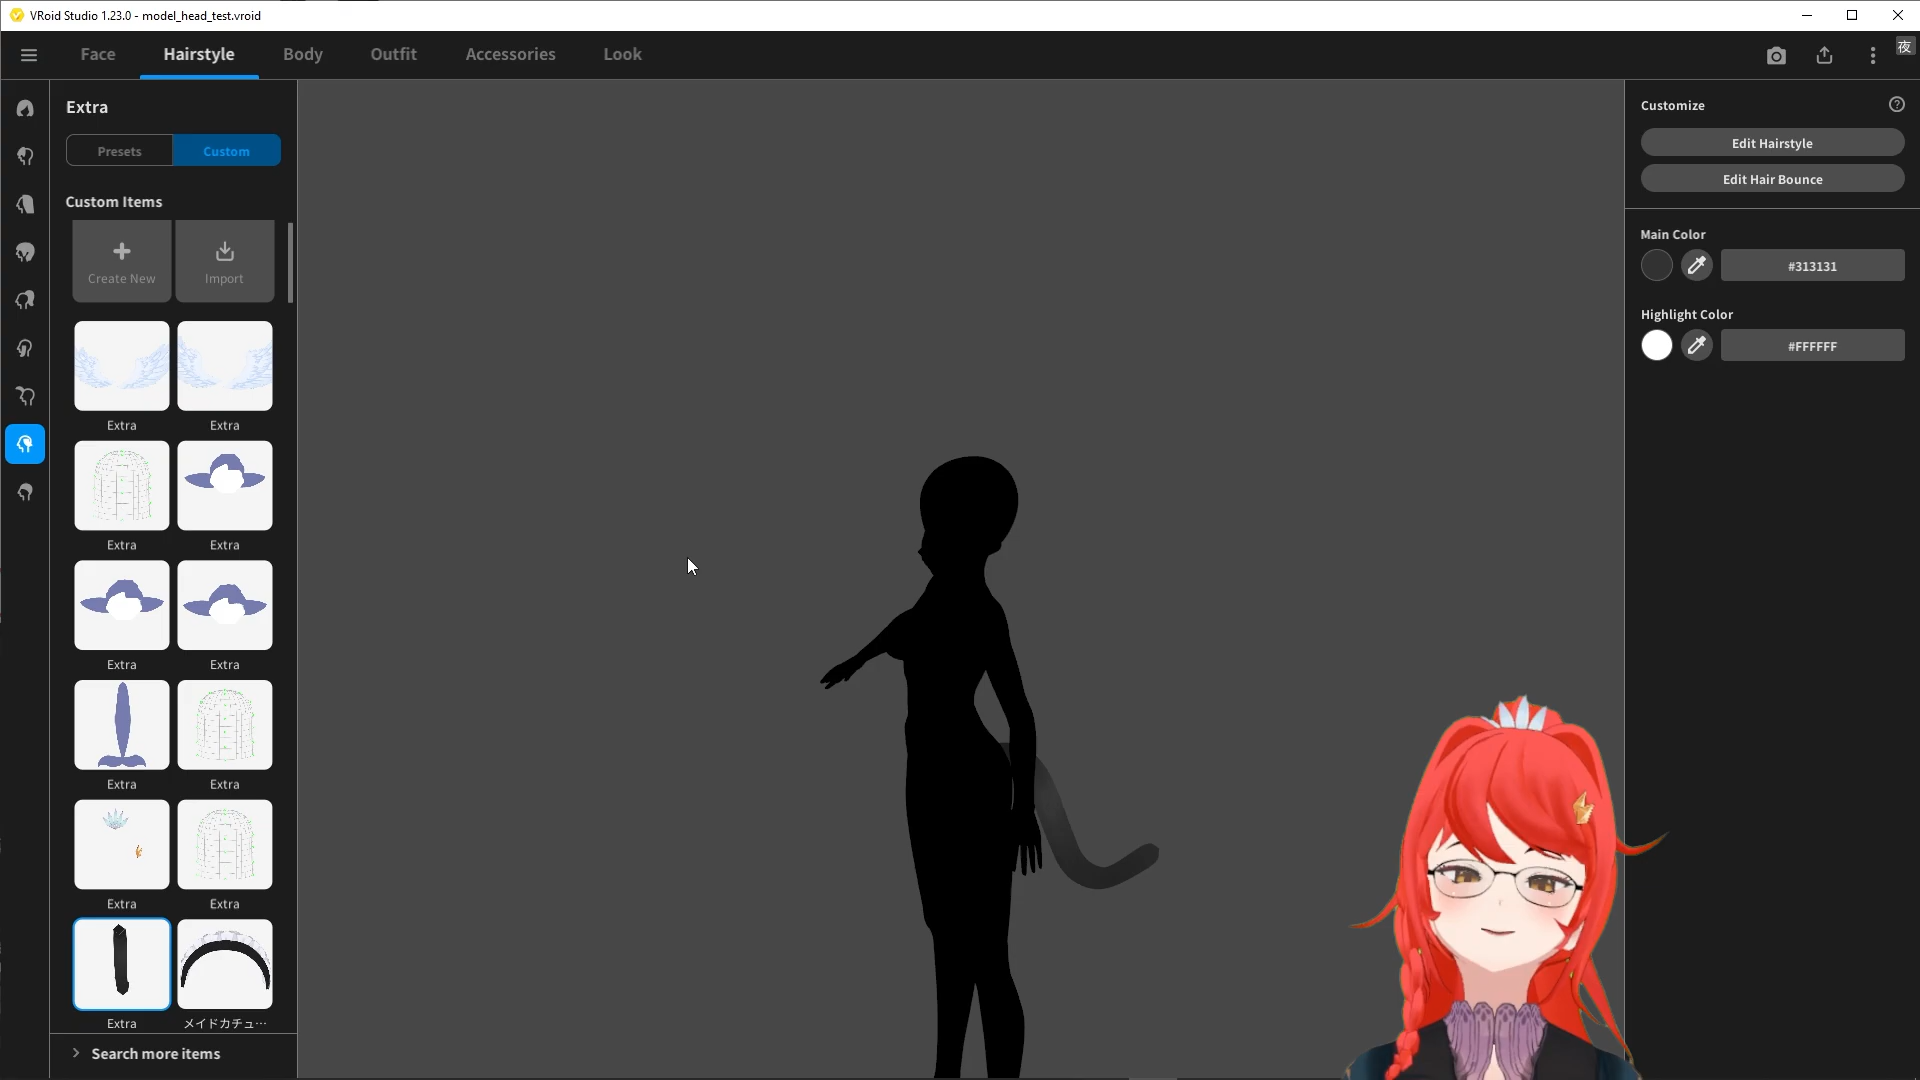 VRoid Studio 1.23.0 - model_head_test.vroid
Face Hairstyle Body Outfit Accessories Look
夜
Extra
Presets Custom
Custom Items
Create New Import
Extra Extra
Extra Extra
Extra Extra
Extra Extra
Extra Extra
Extra メイドカチュ…
Search more items
Customize
Edit Hairstyle
Edit Hair Bounce
Main Color
#313131
Highlight Color
#FFFFFF